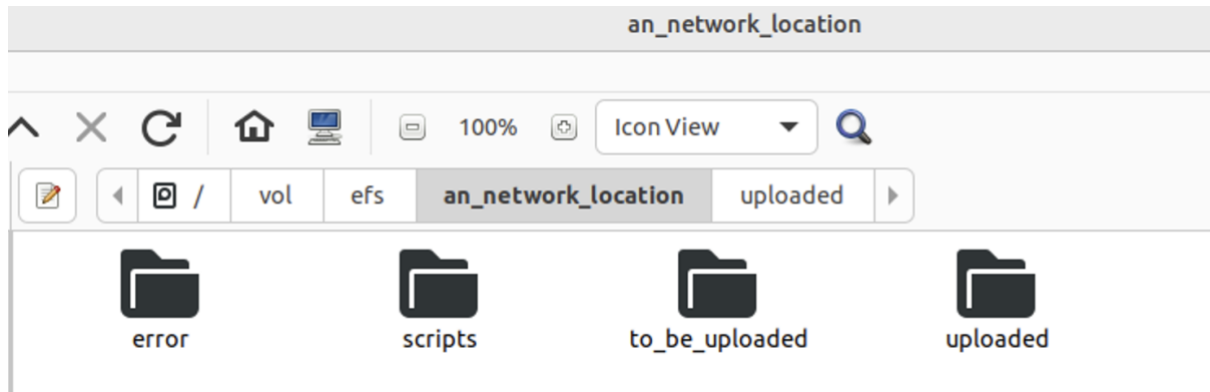 an_network_location
100% Icon View
/ vol efs an_network_location uploaded
error scripts to_be_uploaded uploaded